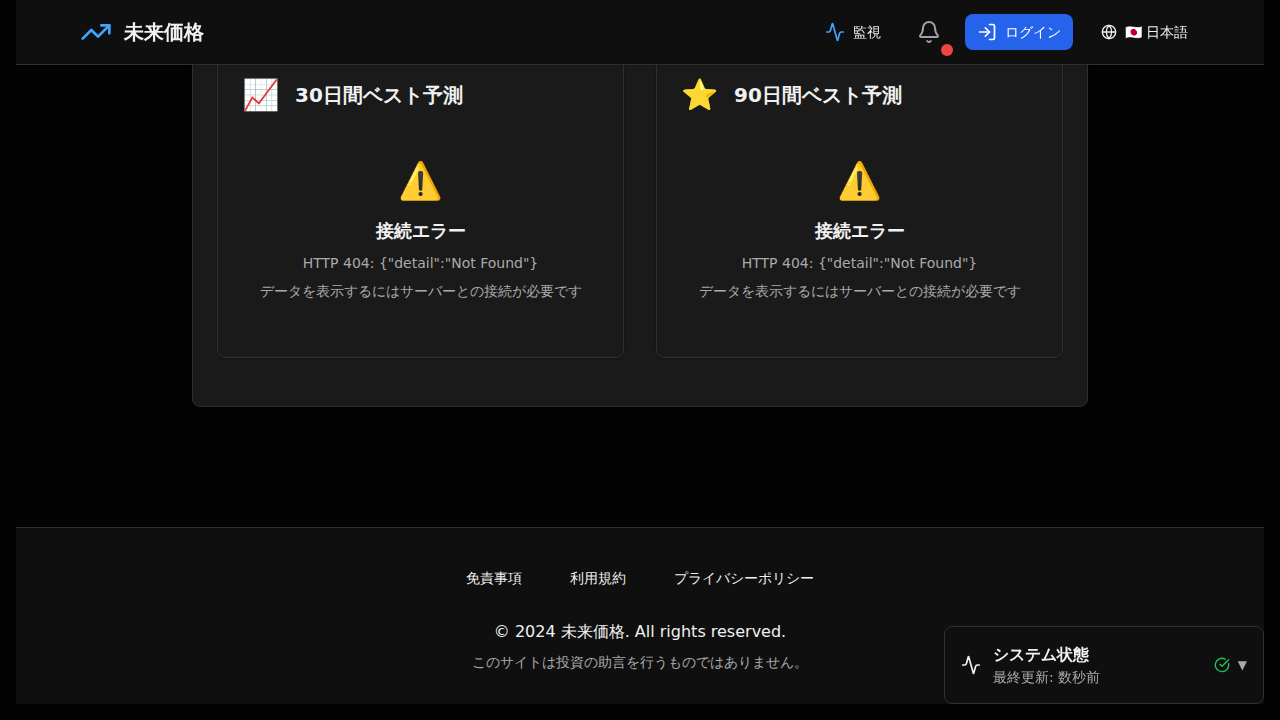 未来価格
監視
ログイン
🇯🇵 日本語
30日間ベスト予測
接続エラー
HTTP 404: {"detail":"Not Found"}
データを表示するにはサーバーとの接続が必要です
90日間ベスト予測
接続エラー
HTTP 404: {"detail":"Not Found"}
データを表示するにはサーバーとの接続が必要です
免責事項
利用規約
プライバシーポリシー
© 2024 未来価格. All rights reserved.
このサイトは投資の助言を行うものではありません。
システム状態
最終更新: 数秒前
▼